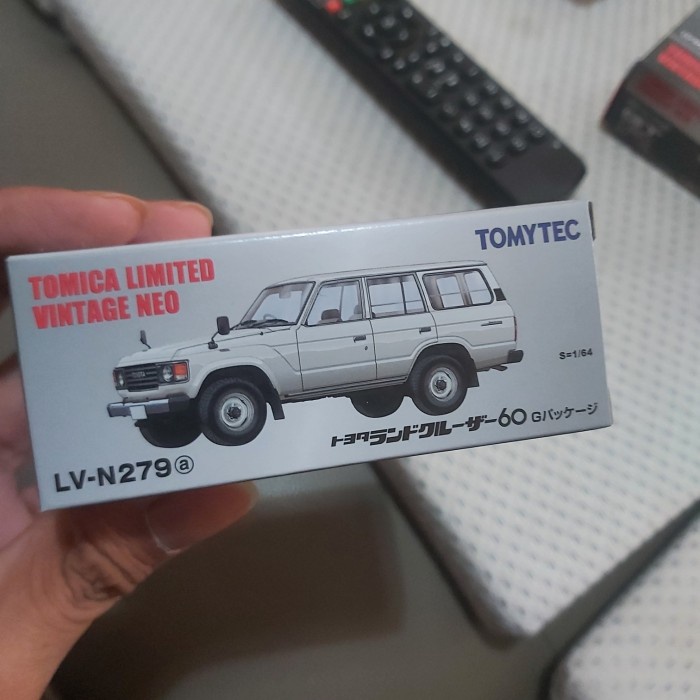 TOMICA LIMITED
VINTAGE NEO
TOMYTEC
S=1/64
トヨタランドクルーザー60 Gパッケージ
LV-N279ⓐ